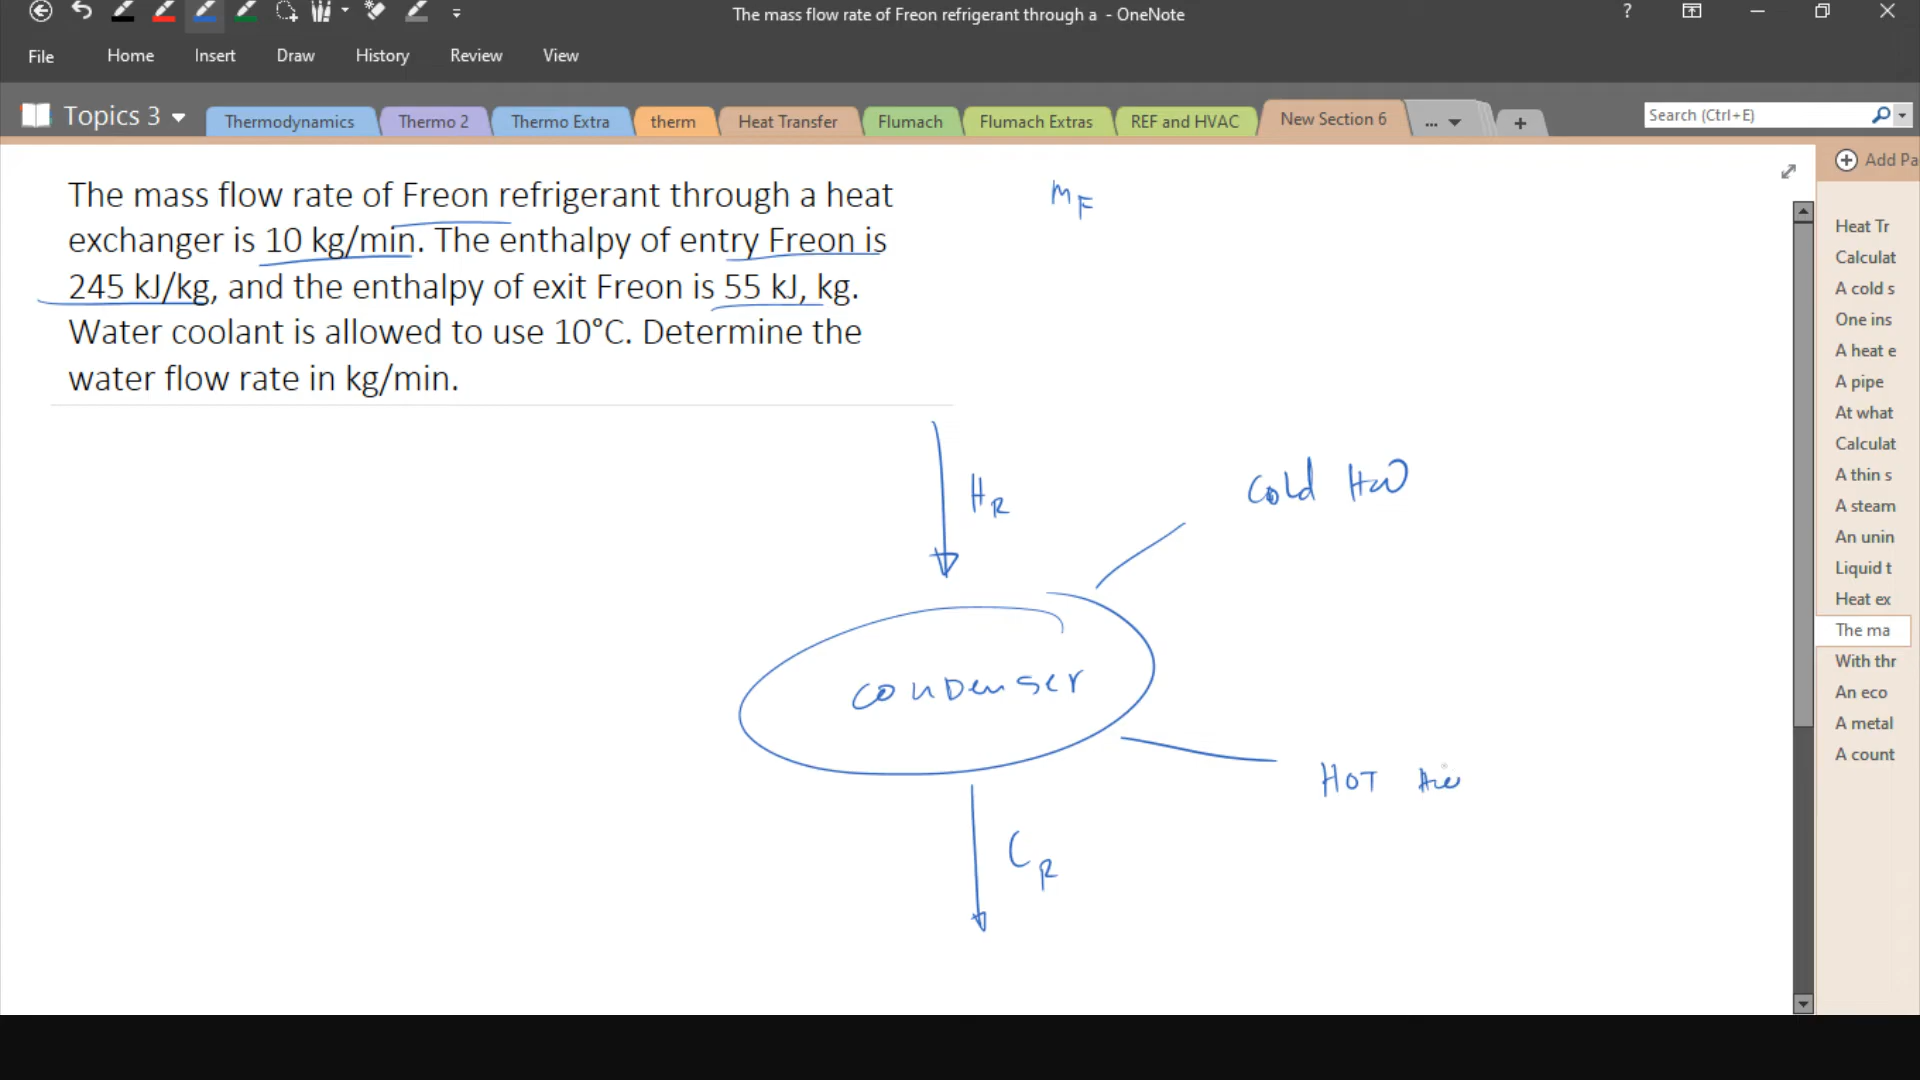 The mass flow rate of Freon refrigerant through a - OneNote
?
File Home Insert Draw History Review View
Topics 3 Thermodynamics Thermo 2 Thermo Extra therm Heat Transfer Flumach Flumach Extras REF and HVAC New Section 6 ... + Search (Ctrl+E)
The mass flow rate of Freon refrigerant through a heat
exchanger is 10 kg/min. The enthalpy of entry Freon is
245 kJ/kg, and the enthalpy of exit Freon is 55 kJ, kg.
Water coolant is allowed to use 10°C. Determine the
water flow rate in kg/min.
mF
HR
Cold
condenser
HOT
CR
Add Pa
Heat Tr
Calculat
A cold s
One ins
A heat e
A pipe
At what
Calculat
A thin s
A steam
An unin
Liquid t
Heat ex
The ma
With thr
An eco
A metal
A count